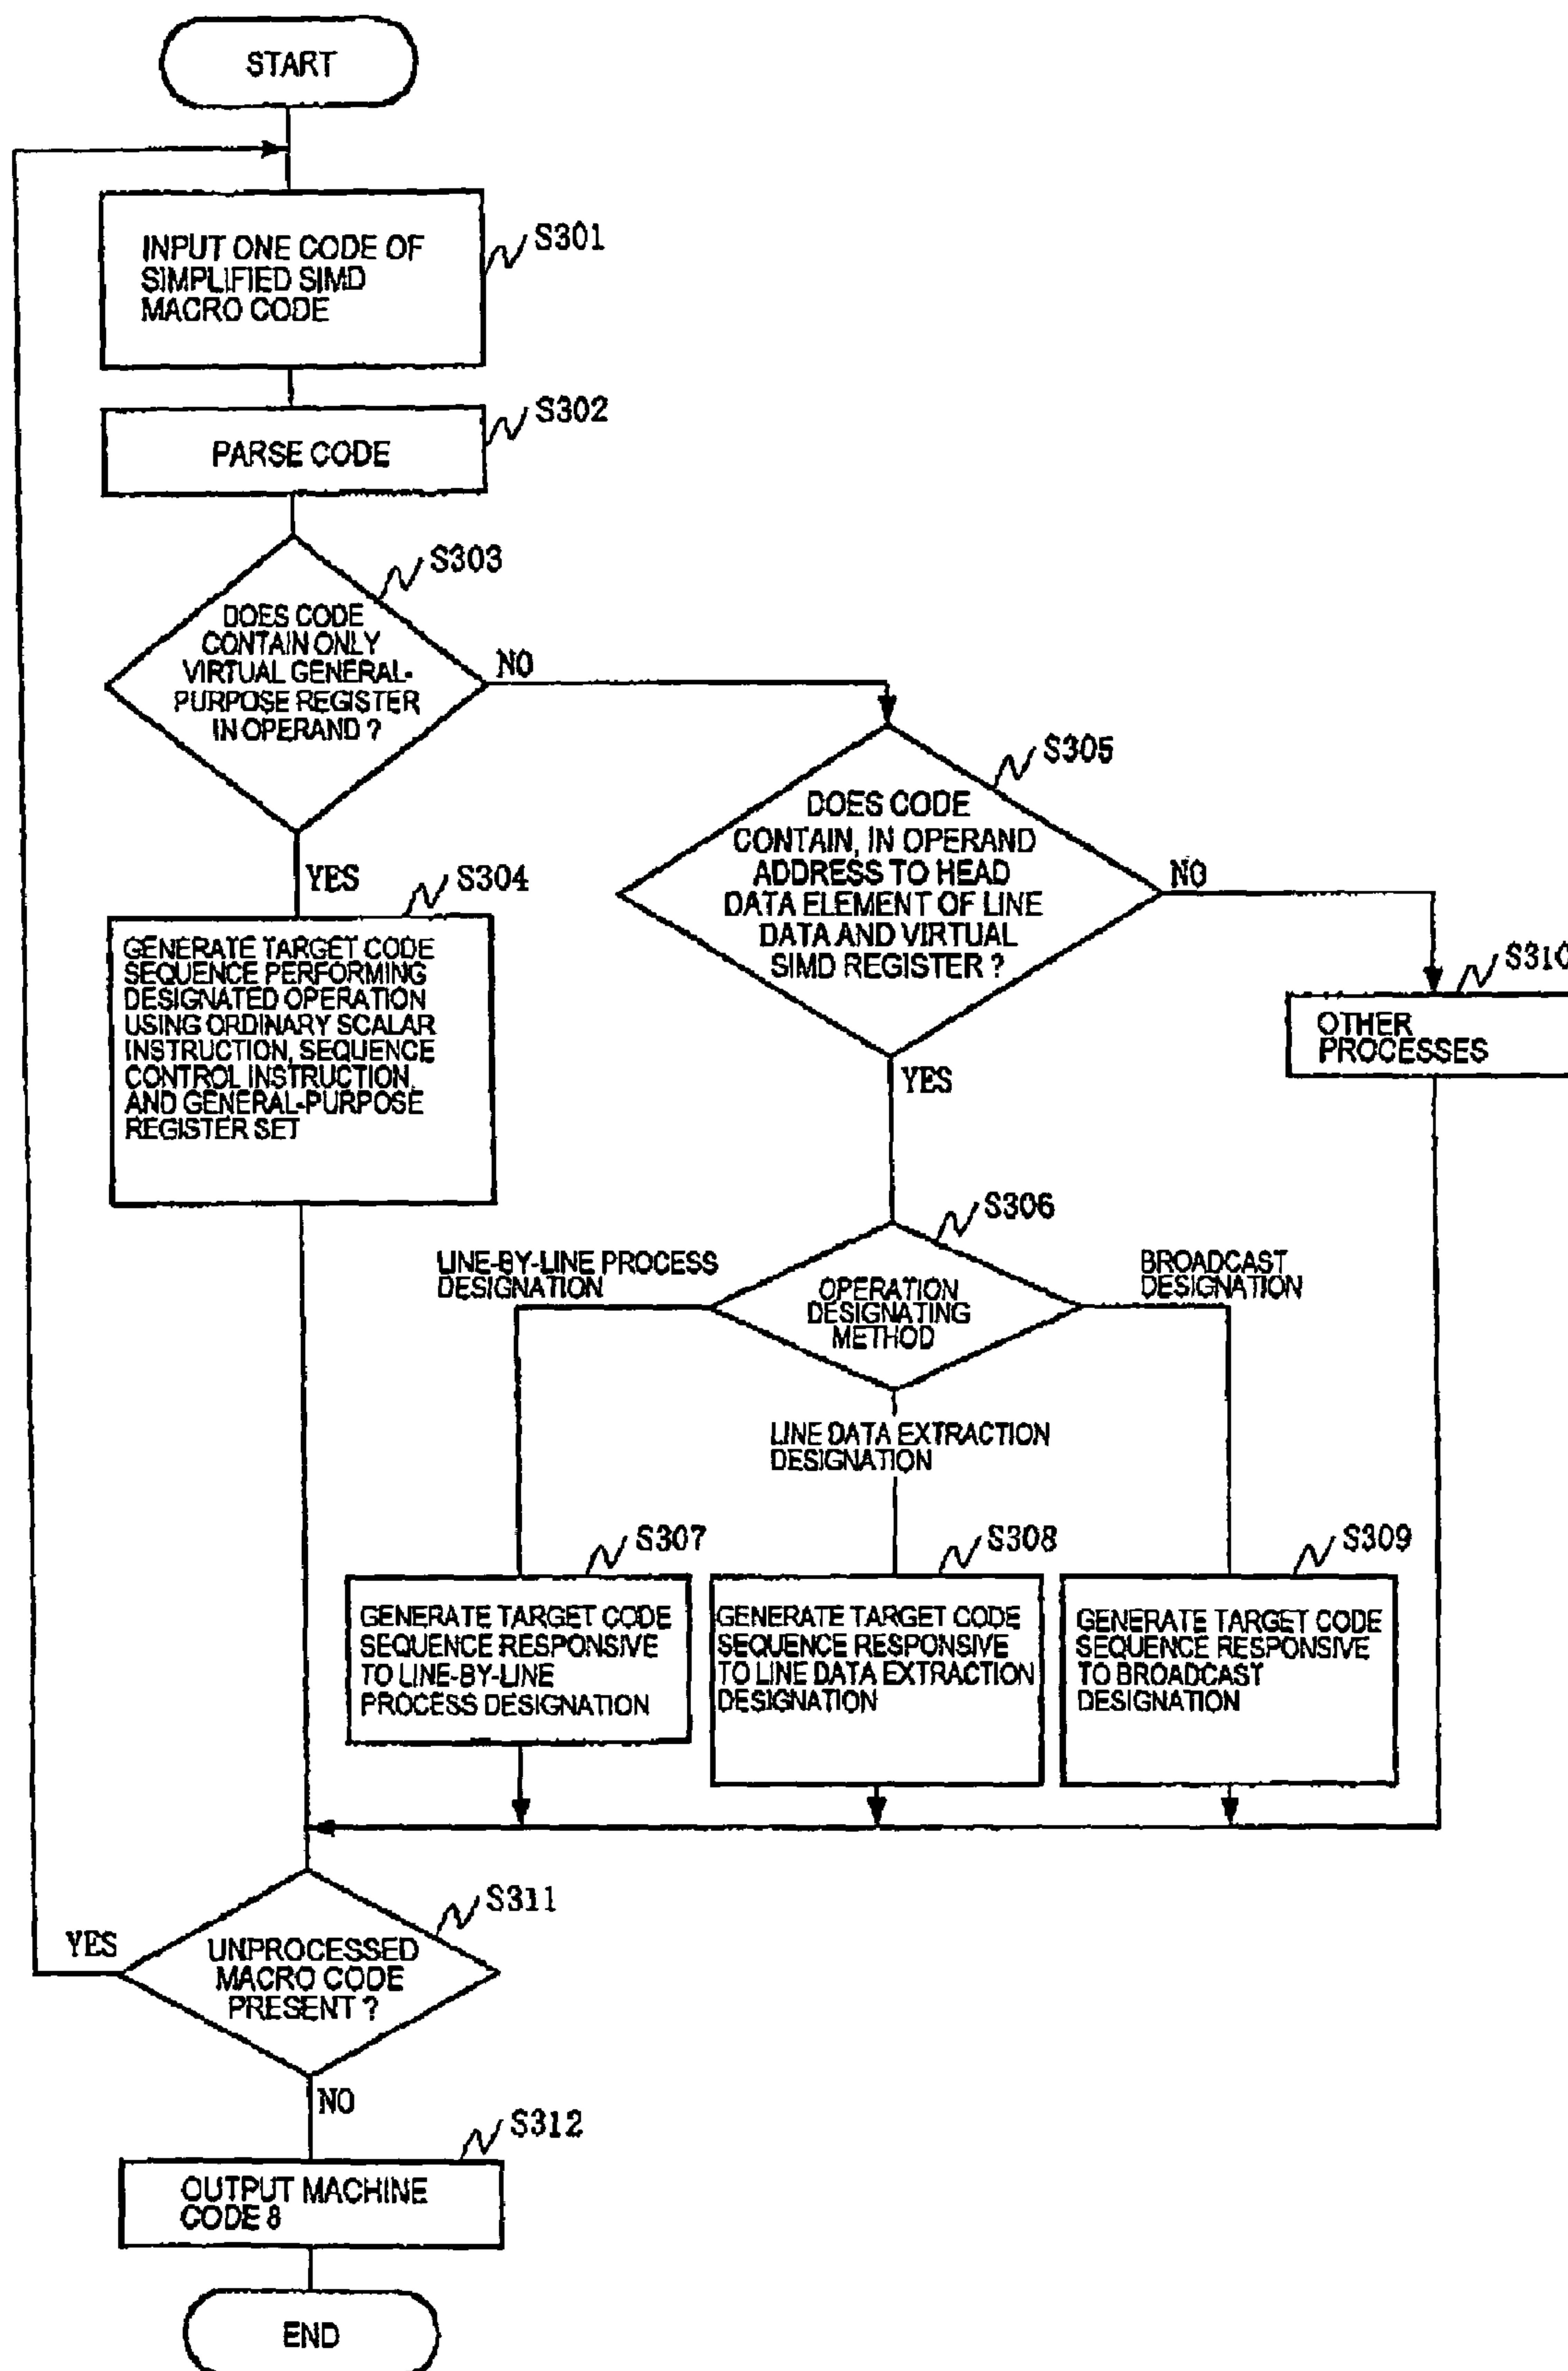 START
INPUT ONE CODE OF
SIMPLIFIED SIMD
MACRO CODE
S301
PARSE CODE
S302
DOES CODE
CONTAIN ONLY
VIRTUAL GENERAL-
PURPOSE REGISTER
IN OPERAND ?
S303
NO
YES
S304
GENERATE TARGET CODE
SEQUENCE PERFORMING
DESIGNATED OPERATION
USING ORDINARY SCALAR
INSTRUCTION, SEQUENCE
CONTROL INSTRUCTION,
AND GENERAL-PURPOSE
REGISTER SET
S305
DOES CODE
CONTAIN, IN OPERAND
ADDRESS TO HEAD
DATA ELEMENT OF LINE
DATA AND VIRTUAL
SIMD REGISTER ?
NO
YES
S310
OTHER
PROCESSES
S306
OPERATION
DESIGNATING
METHOD
LINE-BY-LINE PROCESS
DESIGNATION
BROADCAST
DESIGNATION
LINE DATA EXTRACTION
DESIGNATION
S307
GENERATE TARGET CODE
SEQUENCE RESPONSIVE
TO LINE-BY-LINE
PROCESS DESIGNATION
S308
GENERATE TARGET CODE
SEQUENCE RESPONSIVE
TO LINE DATA EXTRACTION
DESIGNATION
S309
GENERATE TARGET CODE
SEQUENCE RESPONSIVE
TO BROADCAST
DESIGNATION
S311
UNPROCESSED
MACRO CODE
PRESENT ?
YES
NO
S312
OUTPUT MACHINE
CODE 8
END